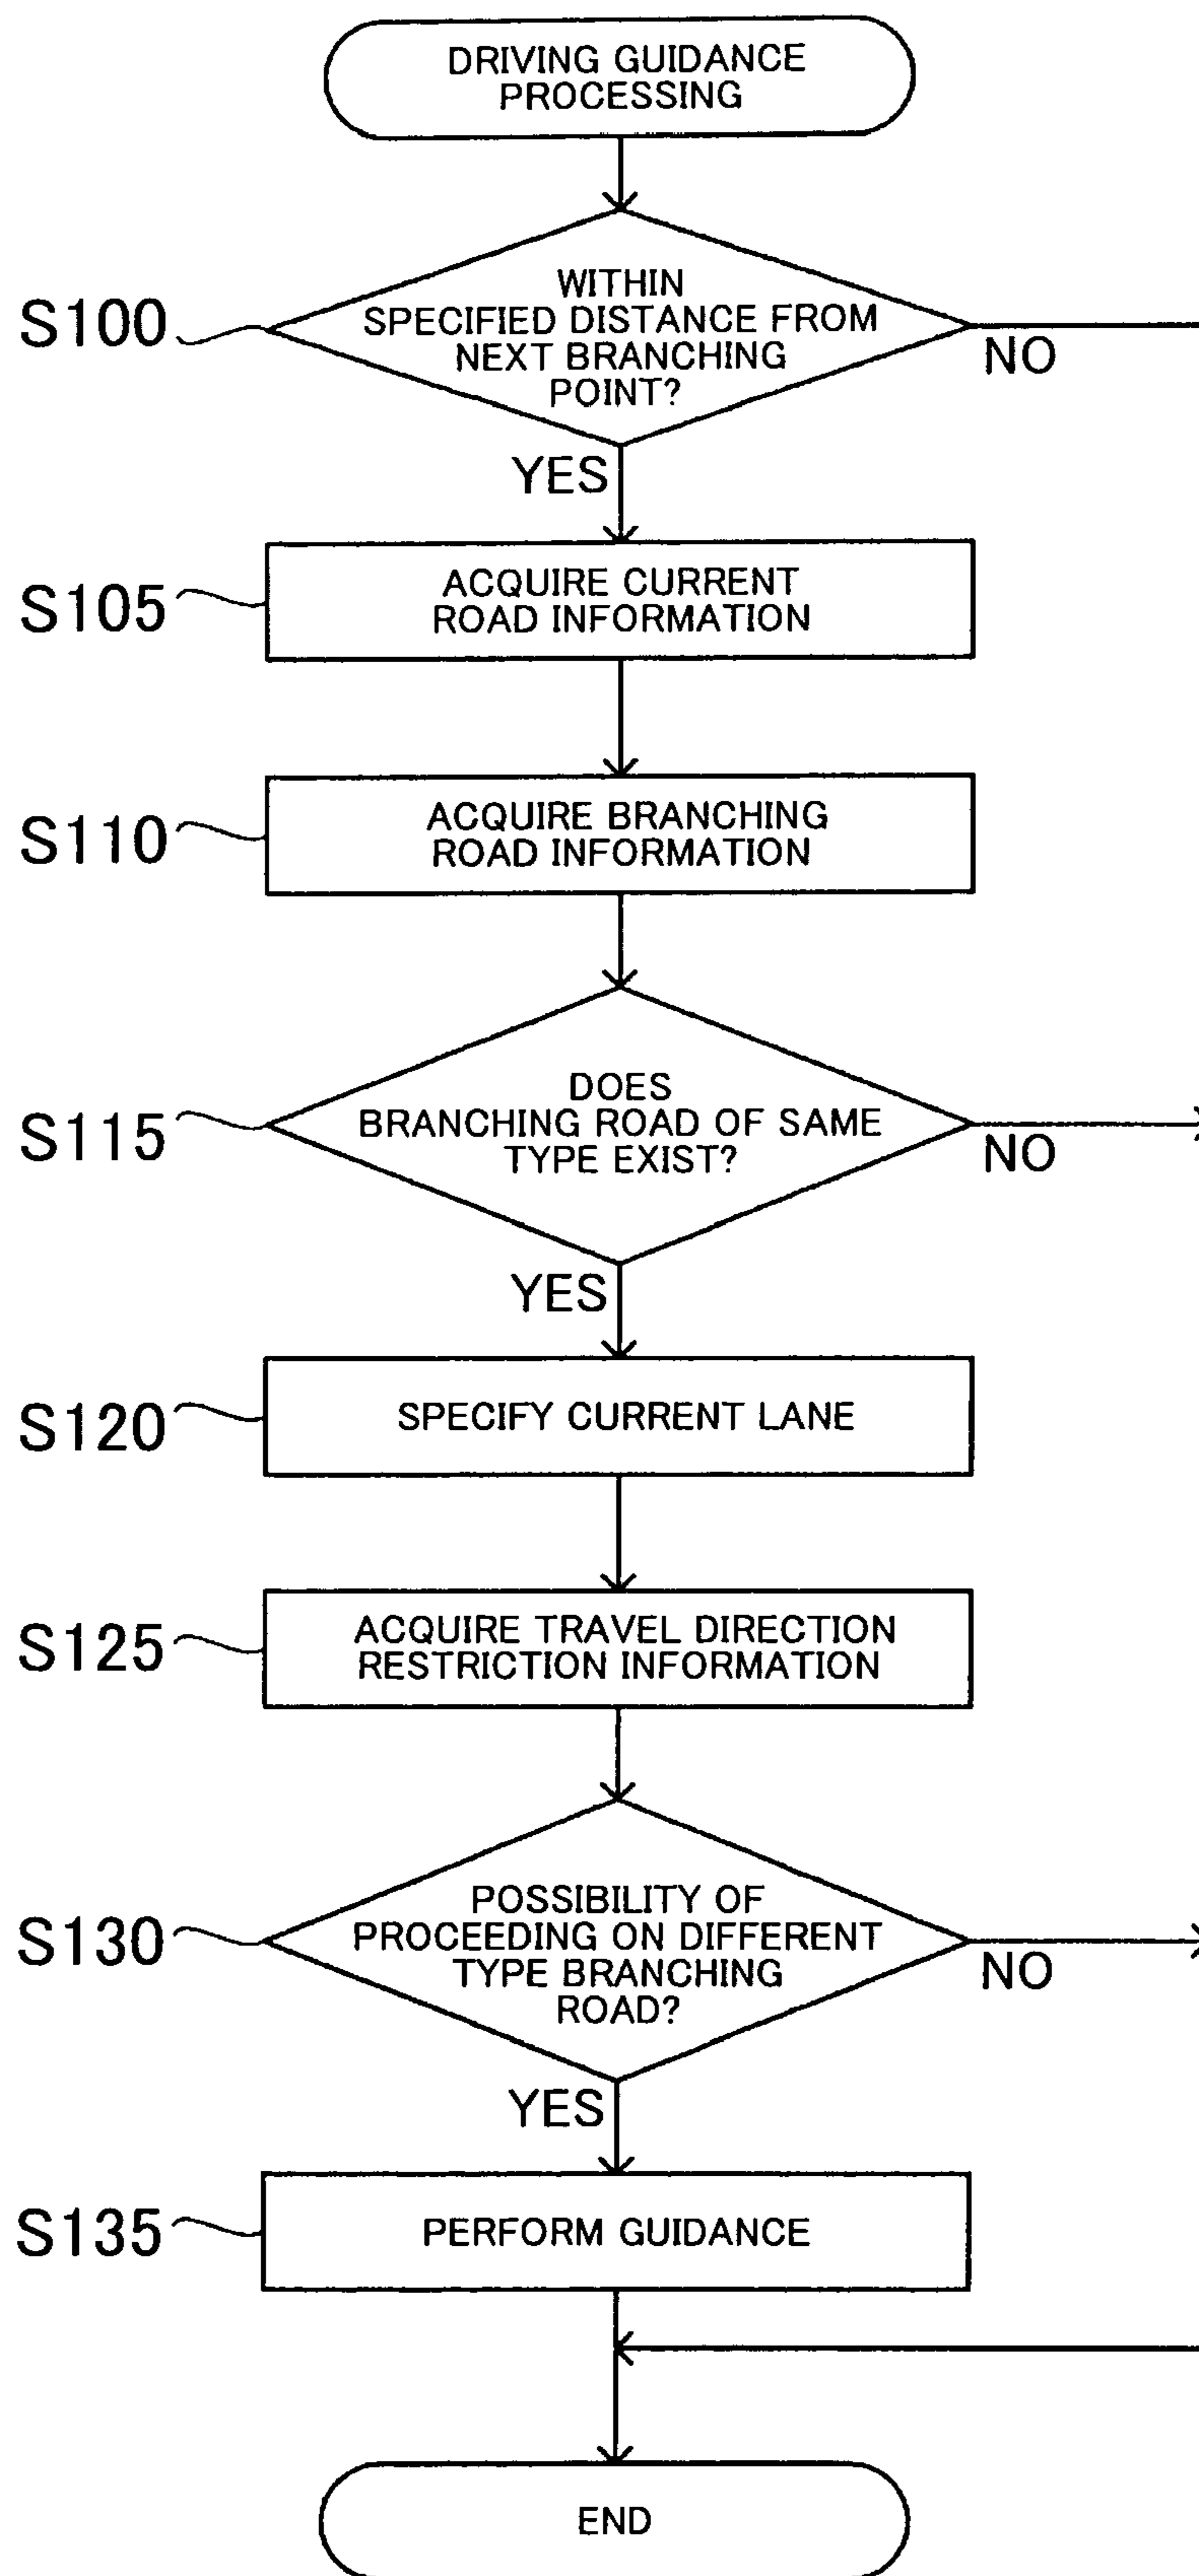 DRIVING GUIDANCE
PROCESSING
S100
WITHIN
SPECIFIED DISTANCE FROM
NEXT BRANCHING
POINT?
NO
YES
S105
ACQUIRE CURRENT
ROAD INFORMATION
S110
ACQUIRE BRANCHING
ROAD INFORMATION
S115
DOES
BRANCHING ROAD OF SAME
TYPE EXIST?
NO
YES
S120
SPECIFY CURRENT LANE
S125
ACQUIRE TRAVEL DIRECTION
RESTRICTION INFORMATION
S130
POSSIBILITY OF
PROCEEDING ON DIFFERENT
TYPE BRANCHING
ROAD?
NO
YES
S135
PERFORM GUIDANCE
END